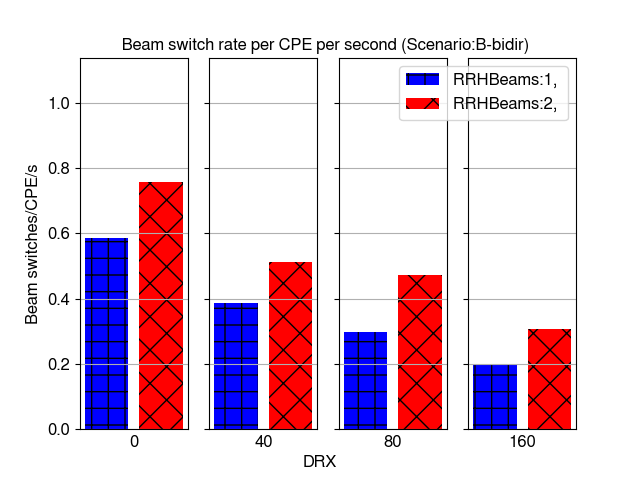 Beam switch rate per CPE per second (Scenario:B-bidir)
RRHBeams:1,
RRHBeams:2,
Beam switches/CPE/s
1.0
0.8
0.6
0.4
0.2
0.0
0
40
80
160
DRX